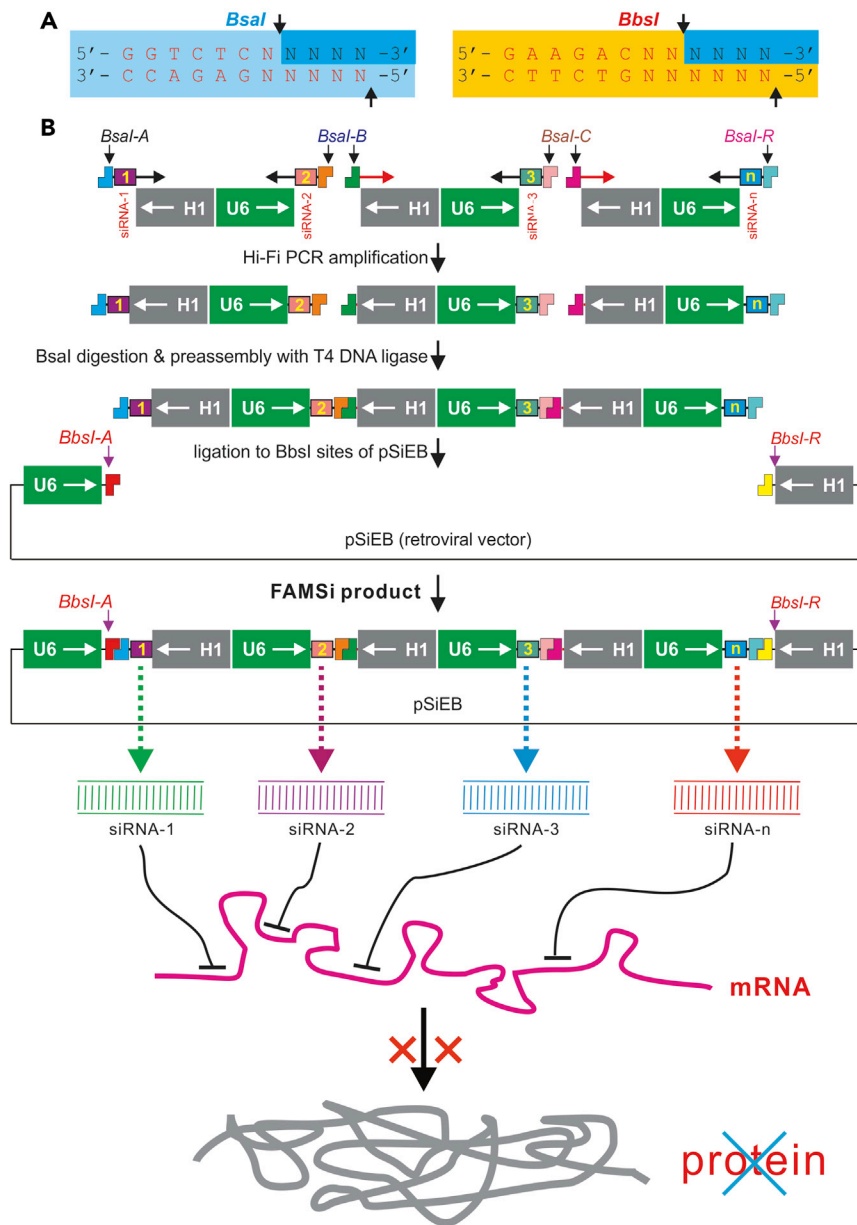 A
BsaI
BbsI
5′- G G T C T C N N N N N -3′
3′- C C A G A G N N N N N -5′
5′- G A A G A C N N N N N N -3′
3′- C T T C T G N N N N N N -5′
B
BsaI-A
BsaI-B
BsaI-C
BsaI-R
1
2
3
n
siRNA-1
siRNA-2
siRNA-3
siRNA-n
H1
U6
H1
U6
H1
U6
Hi-Fi PCR amplification
1
H1
U6
2
H1
U6
3
H1
U6
n
BsaI digestion & preassembly with T4 DNA ligase
1
H1
U6
2
H1
U6
3
H1
U6
n
BbsI-A
ligation to BbsI sites of pSiEB
BbsI-R
U6
H1
pSiEB (retroviral vector)
FAMSi product
BbsI-A
BbsI-R
U6
1
H1
U6
2
H1
U6
3
H1
U6
n
H1
pSiEB
siRNA-1
siRNA-2
siRNA-3
siRNA-n
mRNA
protein